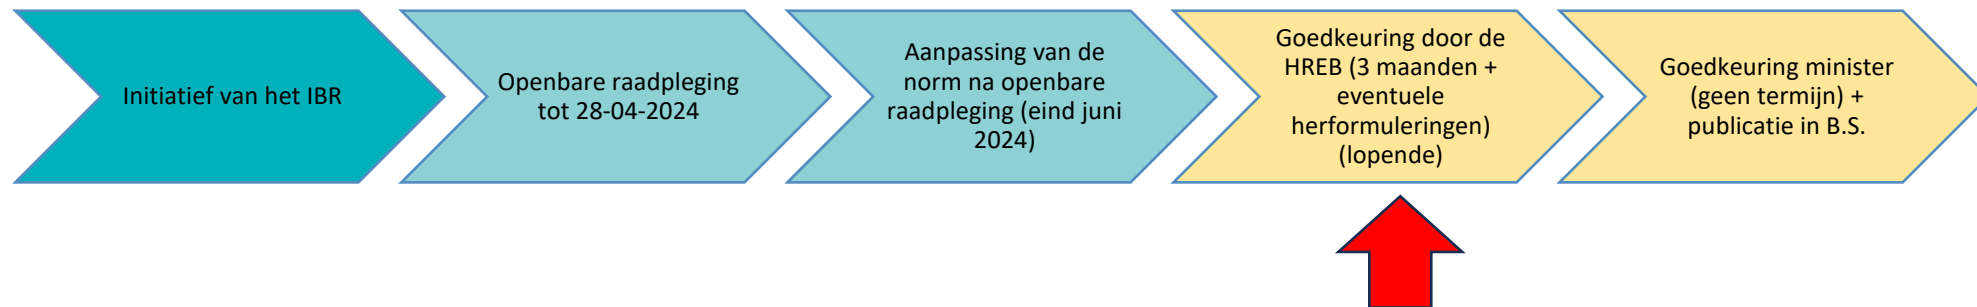 Initiatief van het IBR
Openbare raadpleging
tot 28-04-2024
Aanpassing van de
norm na openbare
raadpleging (eind juni
2024)
Goedkeuring door de
HREB (3 maanden +
eventuele
herformuleringen)
(lopende)
Goedkeuring minister
(geen termijn) +
publicatie in B.S.